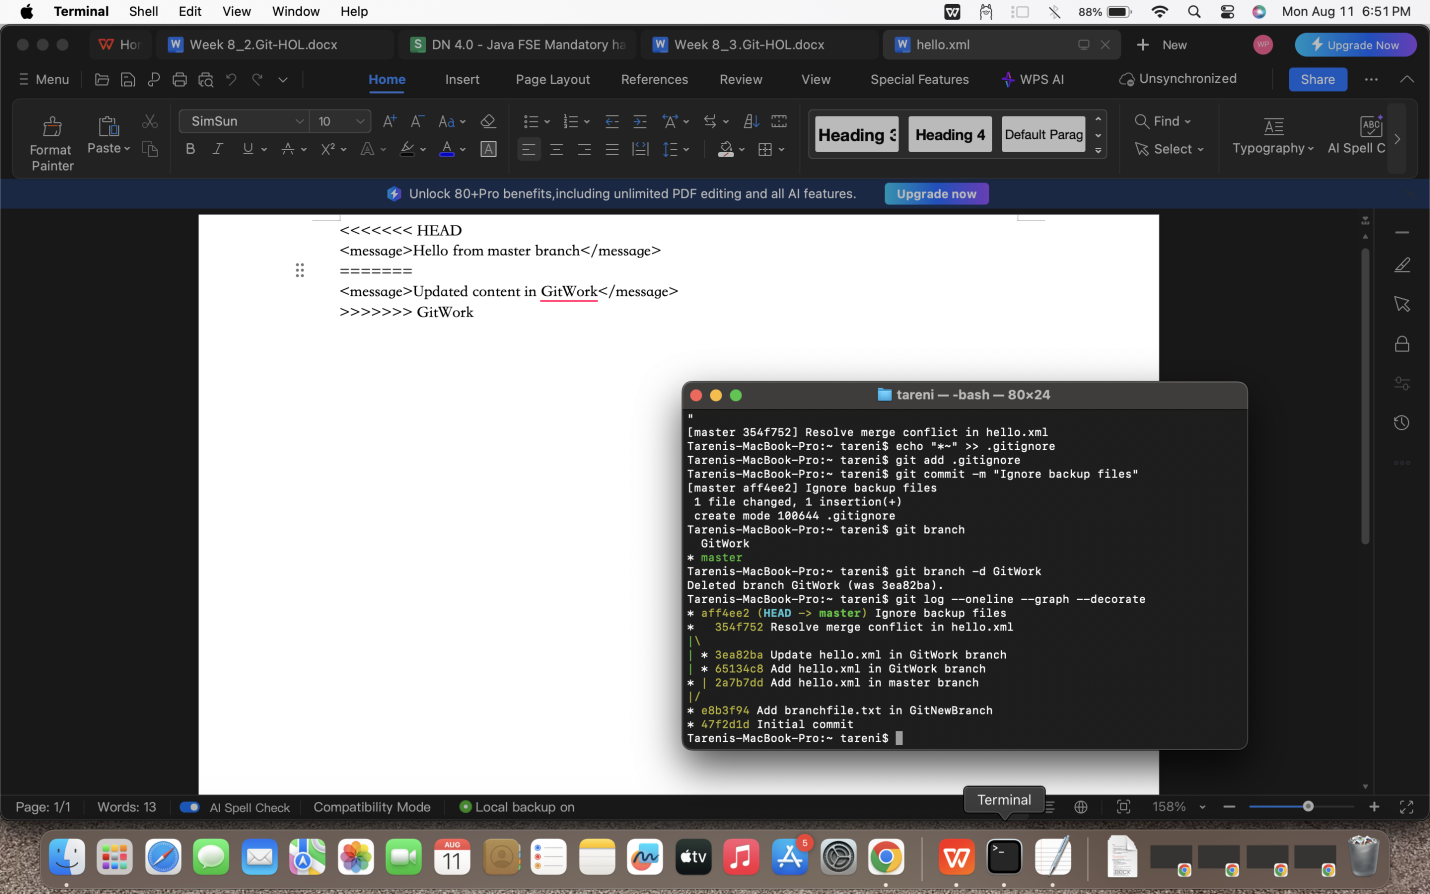 Terminal Shell Edit View Window Help 88% Mon Aug 11 6:51 PM
Hor Week 8_2.Git-HOL.docx DN 4.0 - Java FSE Mandatory ha Week 8_3.Git-HOL.docx hello.xml New WP Upgrade Now
Menu Home Insert Page Layout References Review View Special Features WPS AI Unsynchronized Share
SimSun 10 Heading 3 Heading 4 Default Parag Find
Format Painter Paste Select Typography AI Spell C
Unlock 80+Pro benefits,including unlimited PDF editing and all AI features. Upgrade now
<<<<<<< HEAD
<message>Hello from master branch</message>
=======
<message>Updated content in GitWork</message>
>>>>>>> GitWork
tareni — -bash — 80×24
"
[master 354f752] Resolve merge conflict in hello.xml
Tarenis-MacBook-Pro:~ tareni$ echo "*~" >> .gitignore
Tarenis-MacBook-Pro:~ tareni$ git add .gitignore
Tarenis-MacBook-Pro:~ tareni$ git commit -m "Ignore backup files"
[master aff4ee2] Ignore backup files
 1 file changed, 1 insertion(+)
 create mode 100644 .gitignore
Tarenis-MacBook-Pro:~ tareni$ git branch
  GitWork
* master
Tarenis-MacBook-Pro:~ tareni$ git branch -d GitWork
Deleted branch GitWork (was 3ea82ba).
Tarenis-MacBook-Pro:~ tareni$ git log --oneline --graph --decorate
* aff4ee2 (HEAD -> master) Ignore backup files
*   354f752 Resolve merge conflict in hello.xml
|\
| * 3ea82ba Update hello.xml in GitWork branch
| * 65134c8 Add hello.xml in GitWork branch
* | 2a7b7dd Add hello.xml in master branch
|/
* e8b3f94 Add branchfile.txt in GitNewBranch
* 47f2d1d Initial commit
Tarenis-MacBook-Pro:~ tareni$
Terminal
Page: 1/1 Words: 13 AI Spell Check Compatibility Mode Local backup on 158%
AUG 11 tv 5 DOCX